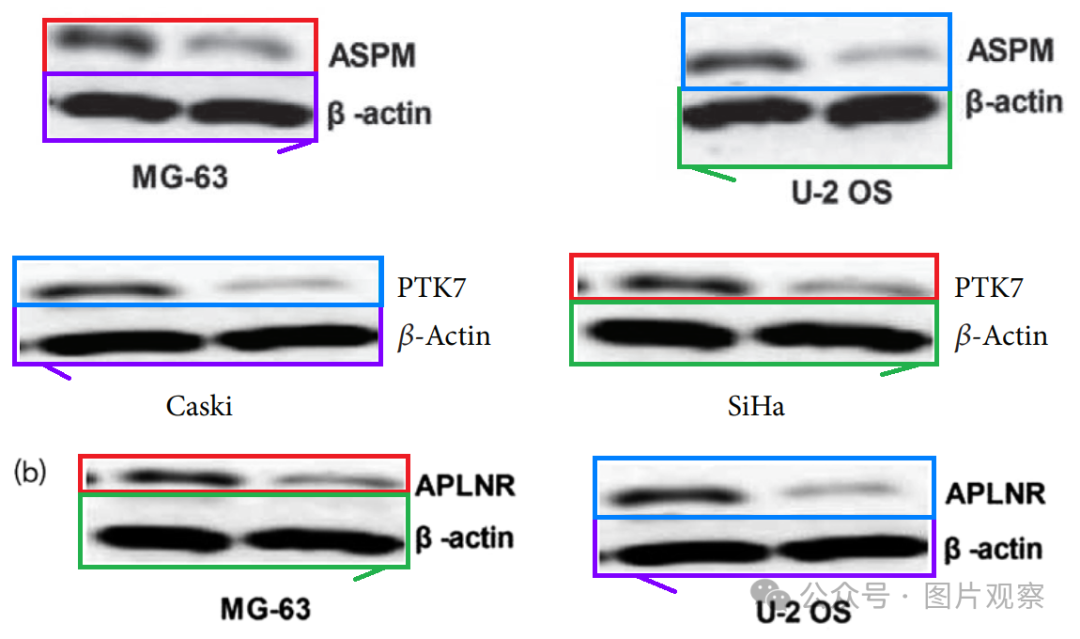 ASPM
β -actin
MG-63
ASPM
β-actin
U-2 OS
PTK7
β-Actin
Caski
PTK7
β-Actin
SiHa
(b)
APLNR
β -actin
MG-63
APLNR
β -actin
U-2 OS
公众号 · 图片观察